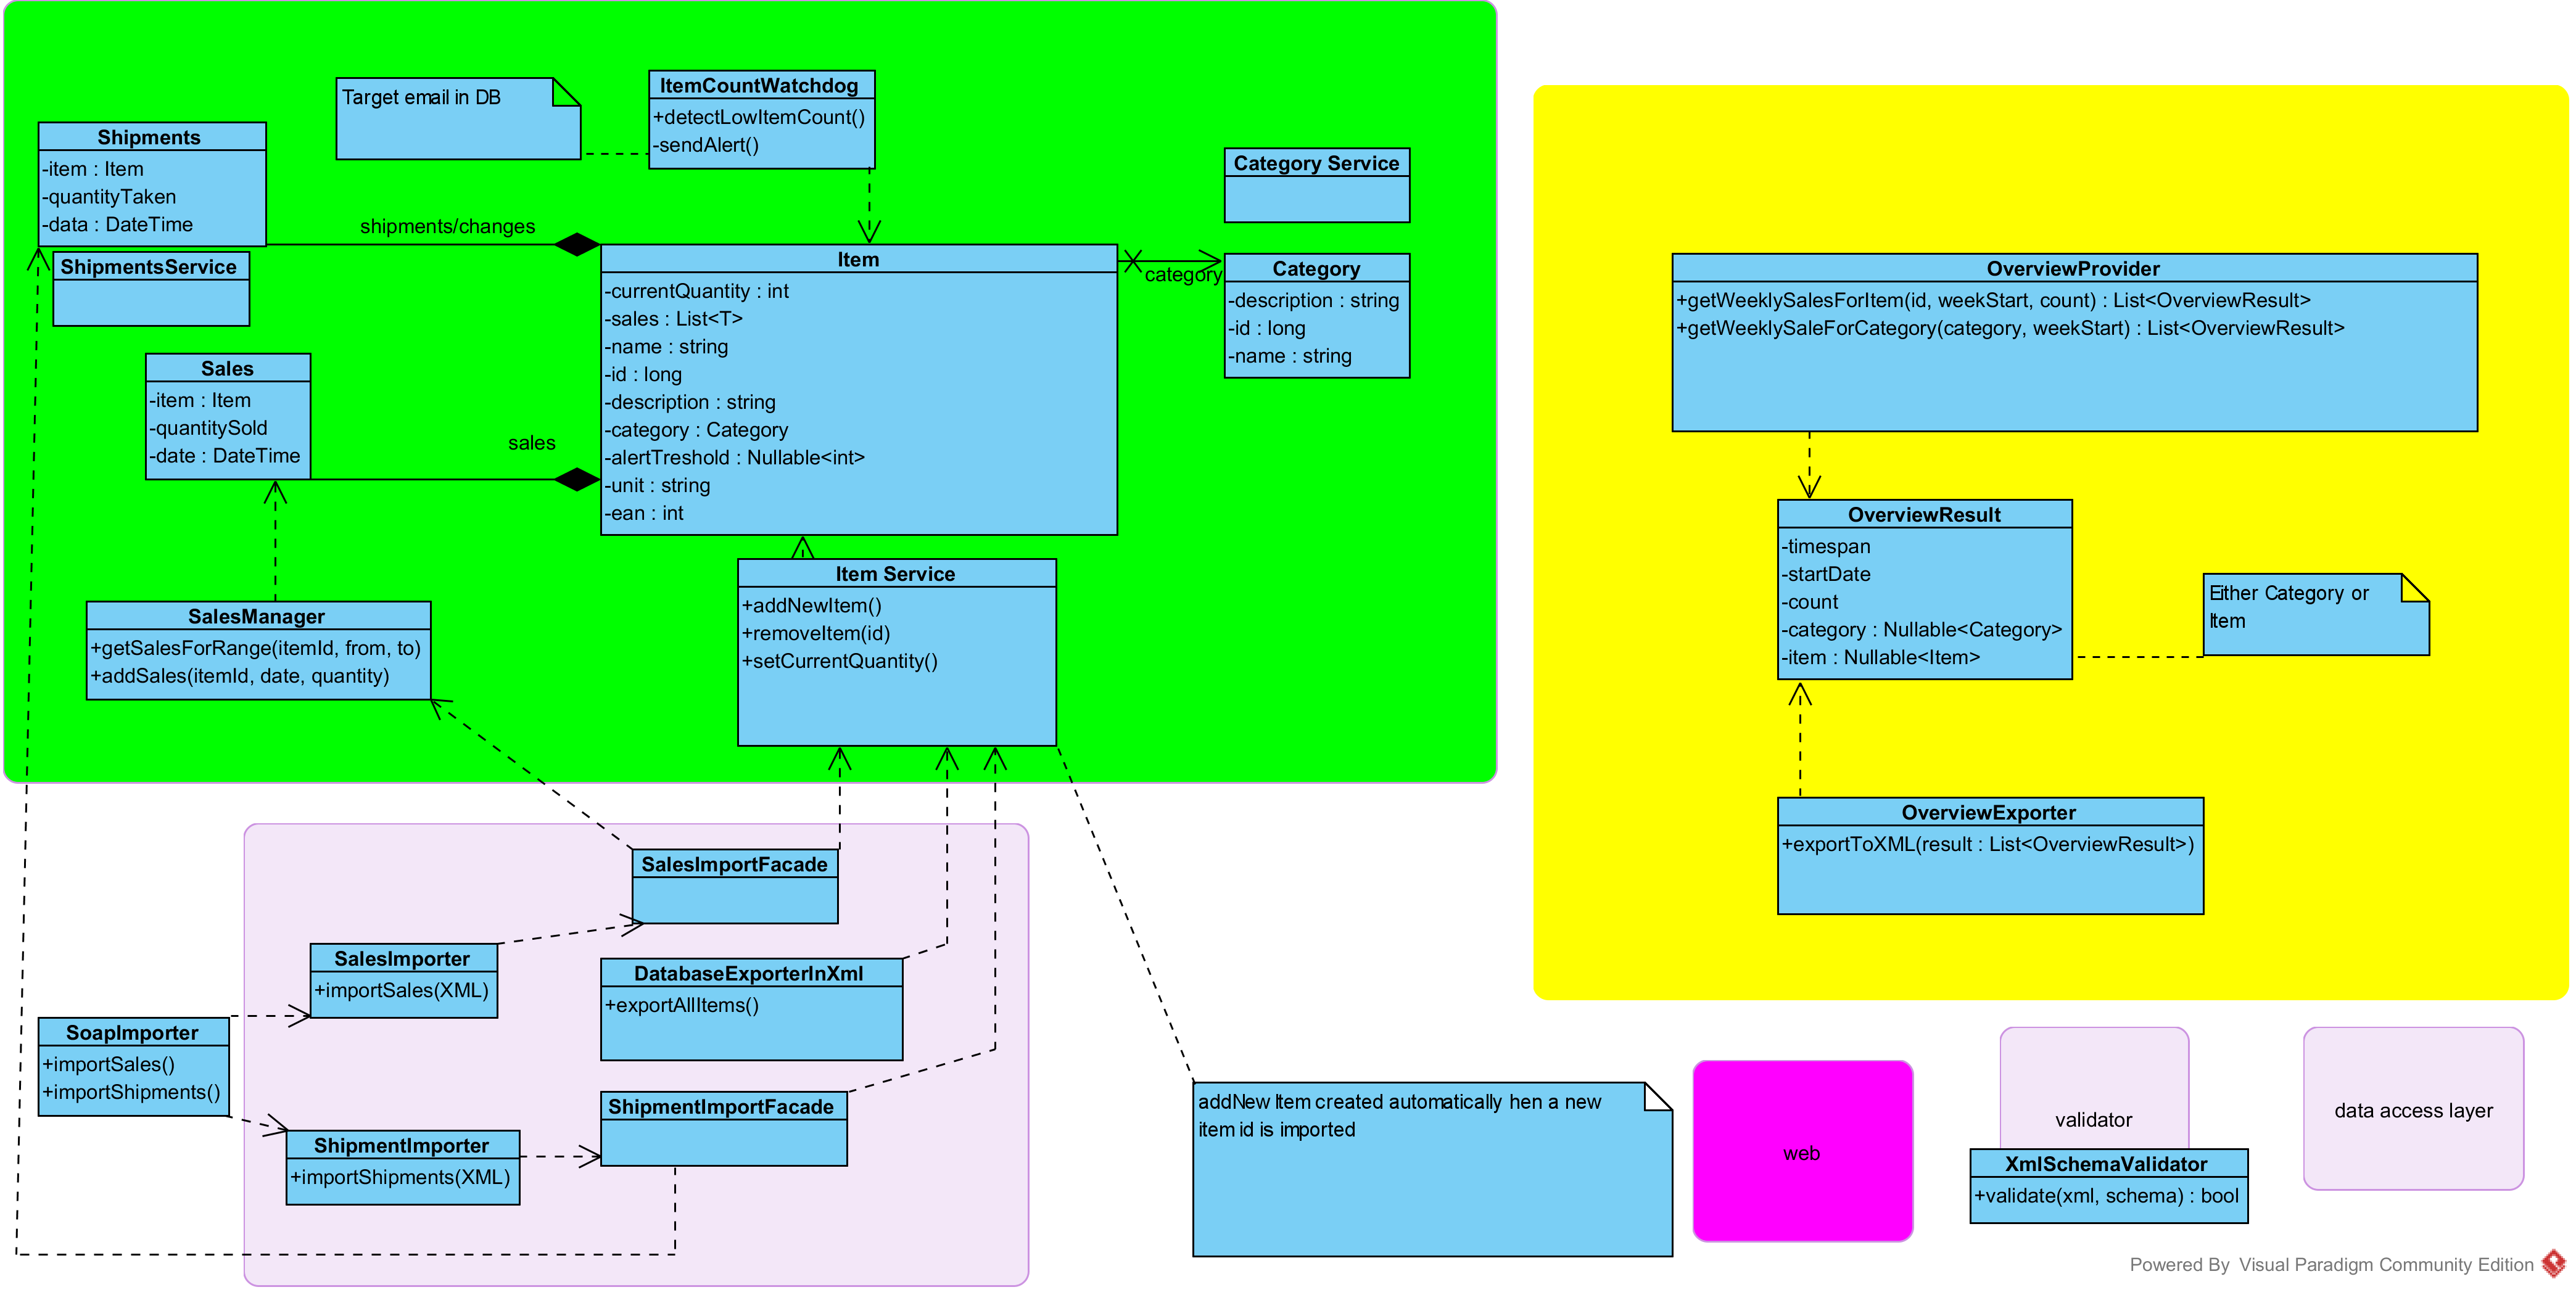 Target email in DB
ItemCountWatchdog
+detectLowItemCount()
-sendAlert()
Shipments
-item : Item
-quantityTaken
-data : DateTime
ShipmentsService
shipments/changes
Category Service
Item
-currentQuantity : int
-sales : List<T>
-name : string
-id : long
-description : string
-category : Category
-alertTreshold : Nullable<int>
-unit : string
-ean : int
category
Category
-description : string
-id : long
-name : string
Sales
-item : Item
-quantitySold
-date : DateTime
sales
SalesManager
+getSalesForRange(itemId, from, to)
+addSales(itemId, date, quantity)
Item Service
+addNewItem()
+removeItem(id)
+setCurrentQuantity()
OverviewProvider
+getWeeklySalesForItem(id, weekStart, count) : List<OverviewResult>
+getWeeklySaleForCategory(category, weekStart) : List<OverviewResult>
OverviewResult
-timespan
-startDate
-count
-category : Nullable<Category>
-item : Nullable<Item>
Either Category or
Item
OverviewExporter
+exportToXML(result : List<OverviewResult>)
SalesImportFacade
SalesImporter
+importSales(XML)
DatabaseExporterInXml
+exportAllItems()
SoapImporter
+importSales()
+importShipments()
ShipmentImportFacade
ShipmentImporter
+importShipments(XML)
addNew Item created automatically hen a new
item id is imported
web
validator
XmlSchemaValidator
+validate(xml, schema) : bool
data access layer
Powered By Visual Paradigm Community Edition